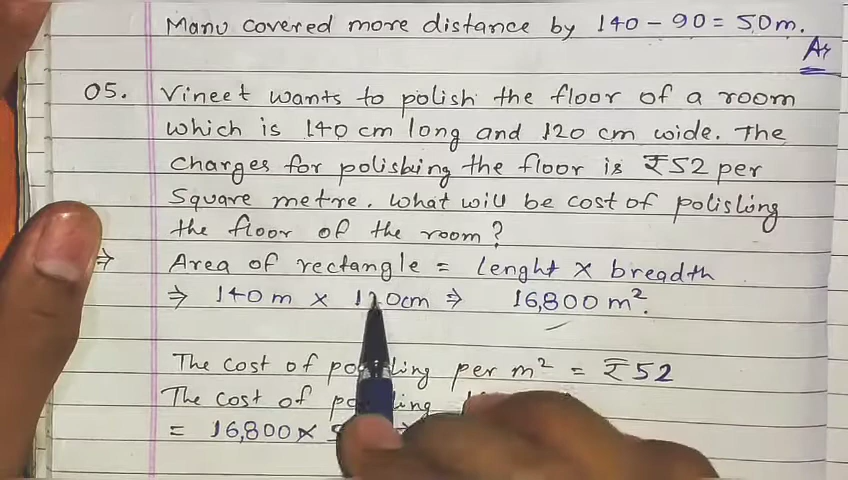 Manu covered more distance by 140 - 90 = 50m.
Ar
05. Vineet wants to polish the floor of a room
which is 140 cm long and 120 cm wide. The
charges for polishing the floor is ₹52 per
Square metre. What will be cost of polisling
the floor of the room?
⇒ Area of rectangle = lenght × breadth
⇒ 140 m × 120cm ⇒ 16,800 m².
The cost of per m² = ₹52
The cost of
= 16,800 ×